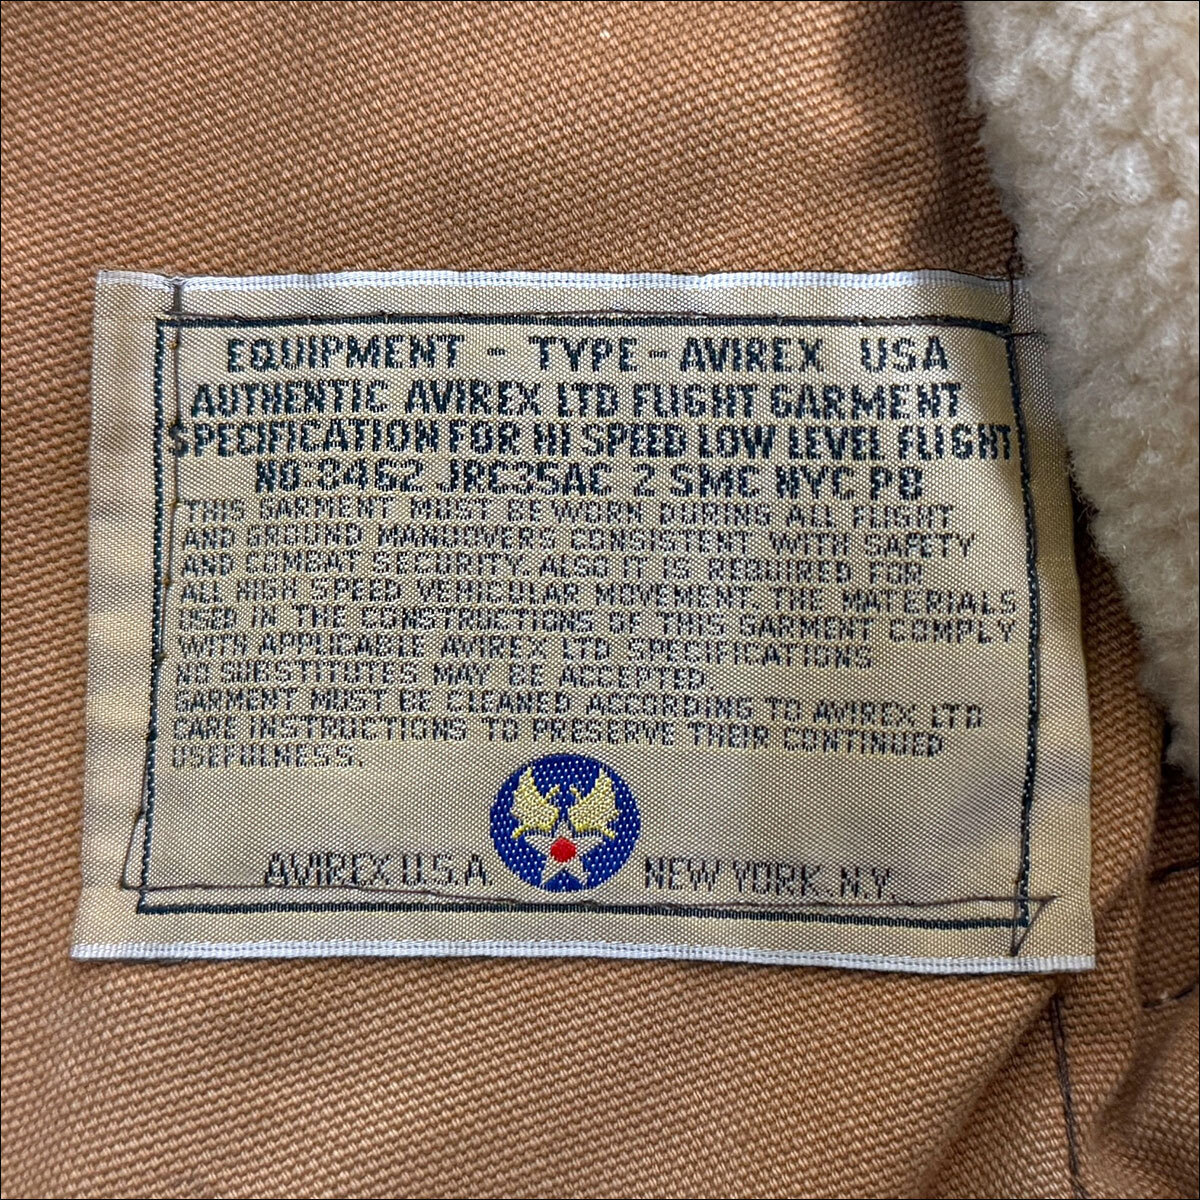 EQUIPMENT - TYPE - AVIREX USA
AUTHENTIC AVIREX LTD FLIGHT GARMENT
SPECIFICATION FOR HI SPEED LOW LEVEL FLIGHT
NO. 8462 JRC35AC 2 SMC NYC PB
THIS GARMENT MUST BE WORN DURING ALL FLIGHT
AND GROUND MANUOVERS CONSISTENT WITH SAFETY
AND COMBAT SECURITY. ALSO IT IS REQUIRED FOR
ALL HIGH SPEED VEHICULAR MOVEMENT. THE MATERIALS
USED IN THE CONSTRUCTIONS OF THIS GARMENT COMPLY
WITH APPLICABLE AVIREX LTD SPECIFICATIONS
NO SUBSTITUTES MAY BE ACCEPTED.
GARMENT MUST BE CLEANED ACCORDING TO AVIREX LTD
CARE INSTRUCTIONS TO PRESERVE THEIR CONTINUED
USEFULNESS.
AVIREX U.S.A. NEW YORK. N.Y.